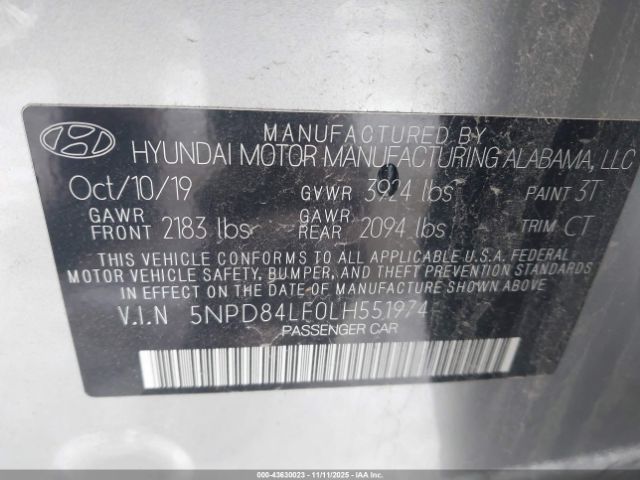 MANUFACTURED BY
HYUNDAI MOTOR MANUFACTURING ALABAMA, LLC
Oct/10/19 GVWR 3924 lbs PAINT 3T
GAWR FRONT 2183 lbs GAWR REAR 2094 lbs TRIM CT
THIS VEHICLE CONFORMS TO ALL APPLICABLE U.S.A. FEDERAL
MOTOR VEHICLE SAFETY, BUMPER, AND THEFT PREVENTION
STANDARDS IN EFFECT ON THE DATE OF MANUFACTURE SHOWN ABOVE.
V.I.N 5NPD84LF0LH551974
PASSENGER CAR
000-43630023 - 11/11/2025 - IAAI.COM